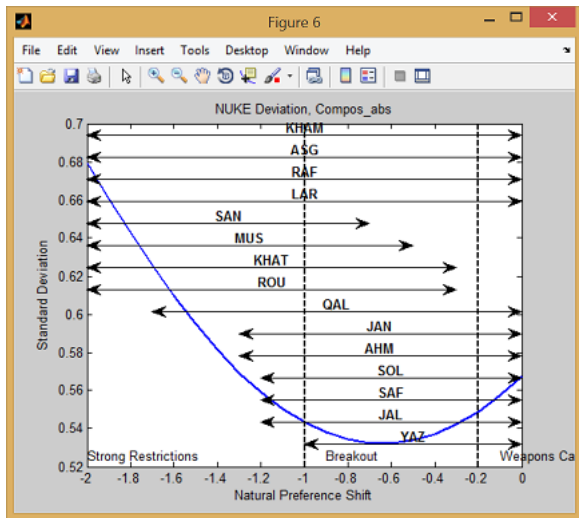 Figure 6
File Edit View Insert Tools Desktop Window Help
NUKE Deviation, Compos_abs
0.7
KHAM
ASG
0.68
RAF
LAR
0.66
SAN
0.64
MUS
KHAT
0.62
ROU
QAL
0.6
JAN
0.58
AHM
SOL
0.56
SAF
JAL
0.54
YAZ
Strong Restrictions Breakout Weapons Ca
0.52
-2 -1.8 -1.6 -1.4 -1.2 -1 -0.8 -0.6 -0.4 -0.2 0
Natural Preference Shift
Standard Deviation